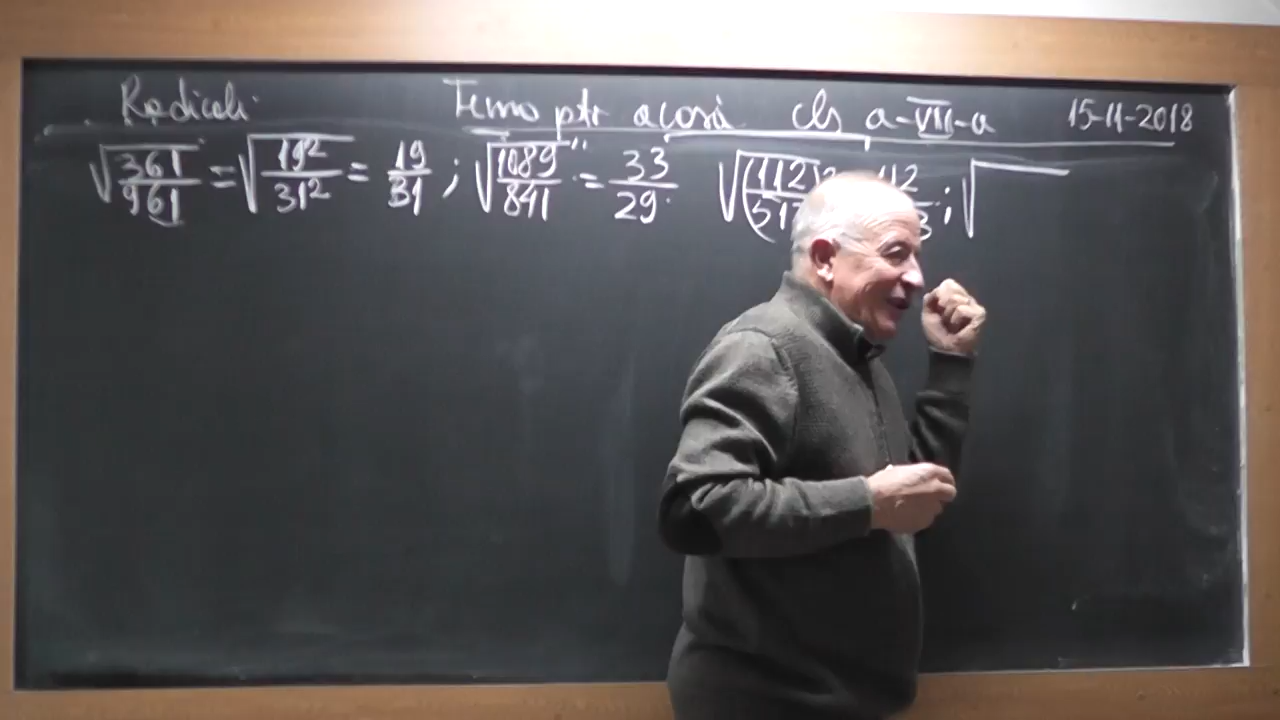 Radicali Temă ptr acasă cls a-VII-a 15-11-2018
√(361/961) = √(19²/31²) = 19/31 ; √(1089/841) = 33/29 √(112 ; √